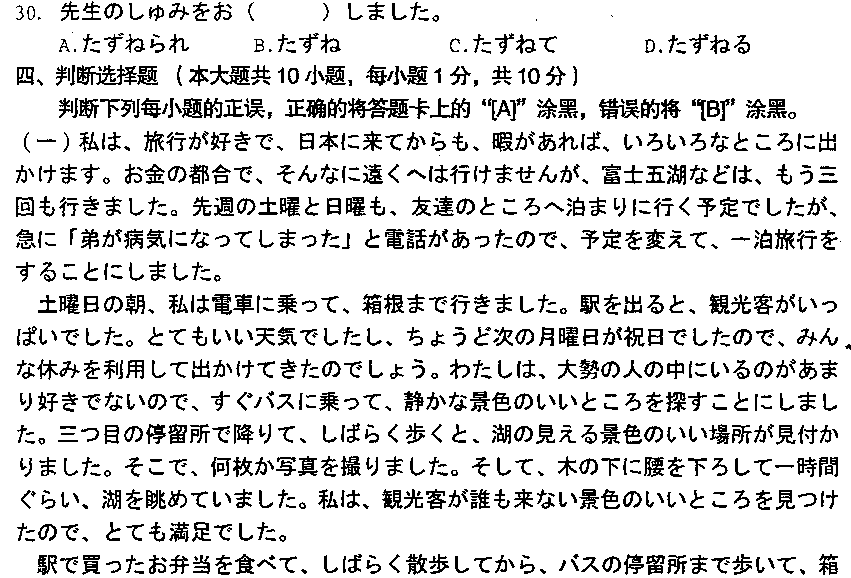 30. 先生のしゅみをお（　　　）しました。
A.たずねられ　B.たずね　C.たずねて　D.たずねる
四、判断选择题（本大题共10小题，每小题1分，共10分）
判断下列每小题的正误，正确的将答题卡上的“[A]”涂黑，错误的将“[B]”涂黑。
（一）私は、旅行が好きで、日本に来てからも、暇があれば、いろいろなところに出
かけます。お金の都合で、そんなに遠くへは行けませんが、富士五湖などは、もう三
回も行きました。先週の土曜と日曜も、友達のところへ泊まりに行く予定でしたが、
急に「弟が病気になってしまった」と電話があったので、予定を変えて、一泊旅行を
することにしました。
土曜日の朝、私は電車に乗って、箱根まで行きました。駅を出ると、観光客がいっ
ぱいでした。とてもいい天気でしたし、ちょうど次の月曜日が祝日でしたので、みん
な休みを利用して出かけてきたのでしょう。わたしは、大勢の人の中にいるのがあま
り好きでないので、すぐバスに乗って、静かな景色のいいところを探すことにしまし
た。三つ目の停留所で降りて、しばらく歩くと、湖の見える景色のいい場所が見付か
りました。そこで、何枚か写真を撮りました。そして、木の下に腰を下ろして一時間
ぐらい、湖を眺めていました。私は、観光客が誰も来ない景色のいいところを見つけ
たので、とても満足でした。
駅で買ったお弁当を食べて、しばらく散歩してから、バスの停留所まで歩いて、箱